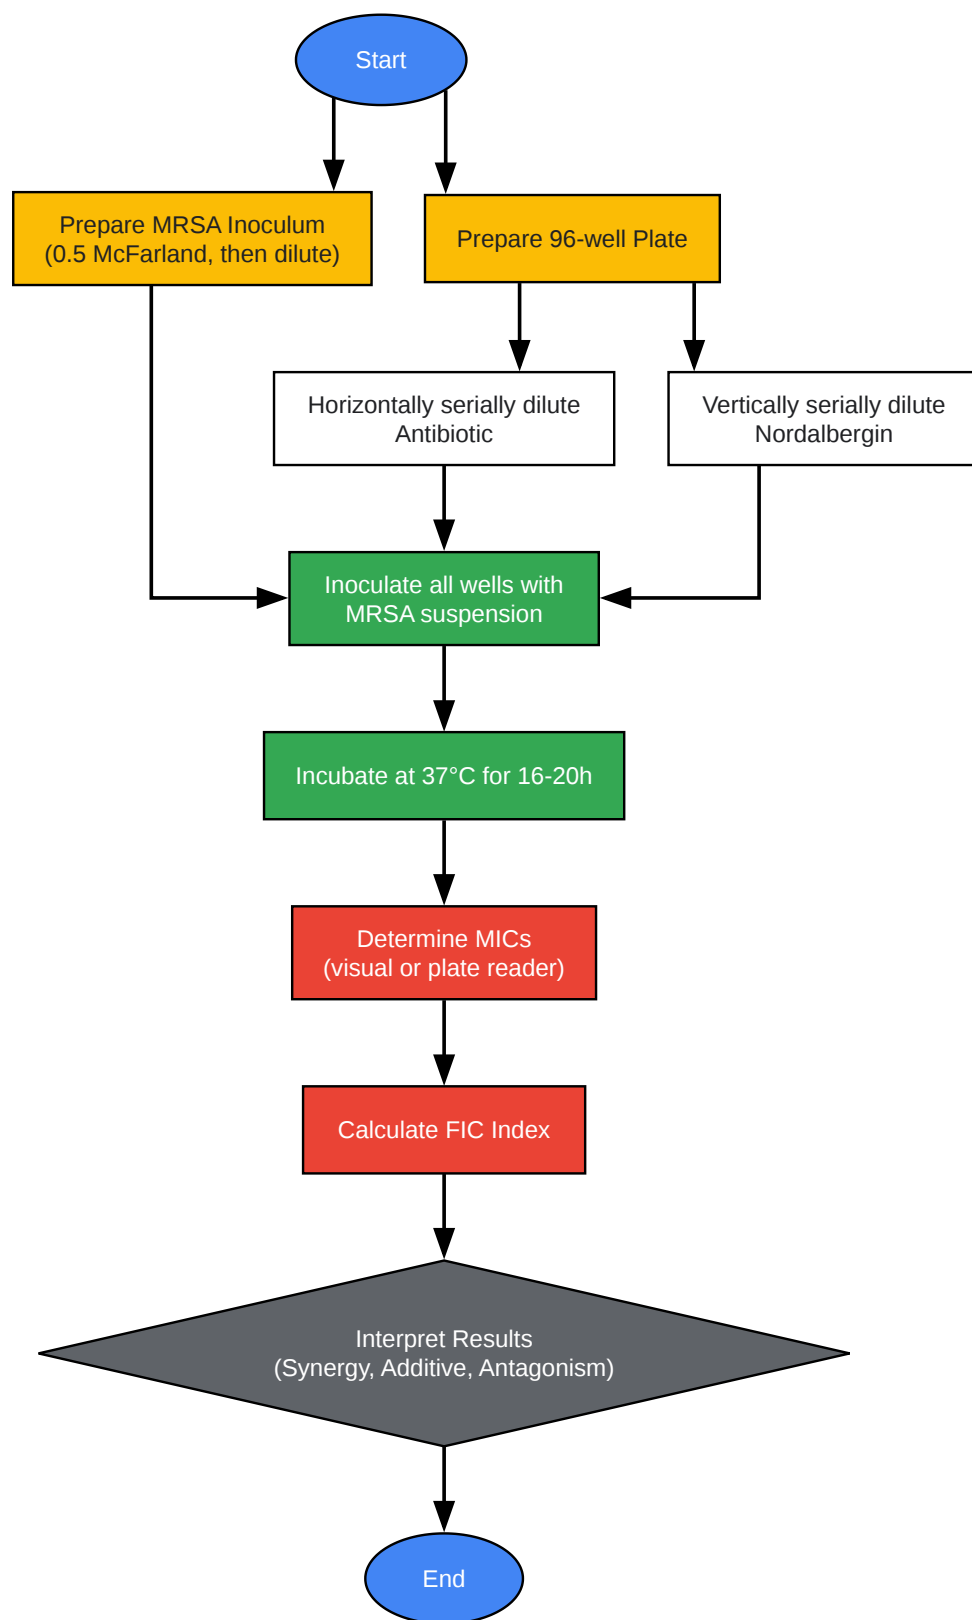 Start
Prepare MRSA Inoculum
(0.5 McFarland, then dilute)
Prepare 96-well Plate
Horizontally serially dilute
Antibiotic
Vertically serially dilute
Nordalbergin
Inoculate all wells with
MRSA suspension
Incubate at 37°C for 16-20h
Determine MICs
(visual or plate reader)
Calculate FIC Index
Interpret Results
(Synergy, Additive, Antagonism)
End